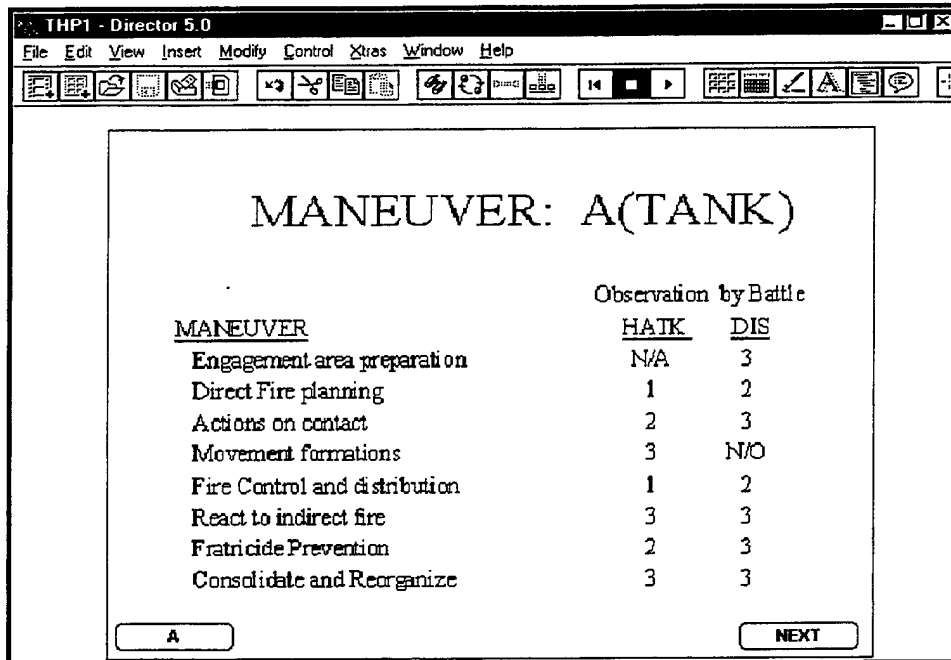 THP1 - Director 5.0
File Edit View Insert Modify Control Xtras Window Help
MANEUVER: A(TANK)
Observation by Battle
MANEUVER HATK DIS
Engagement area preparation N/A 3
Direct Fire planning 1 2
Actions on contact 2 3
Movement formations 3 N/O
Fire Control and distribution 1 2
React to indirect fire 3 3
Fratricide Prevention 2 3
Consolidate and Reorganize 3 3
A NEXT